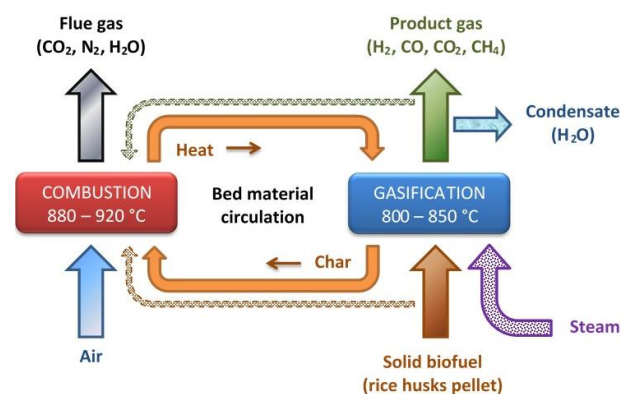 Flue gas
(CO₂, N₂, H₂O)
Product gas
(H₂, CO, CO₂, CH₄)
Condensate
(H₂O)
Heat
COMBUSTION
880 – 920 °C
Bed material
circulation
GASIFICATION
800 – 850 °C
Char
Air
Steam
Solid biofuel
(rice husks pellet)